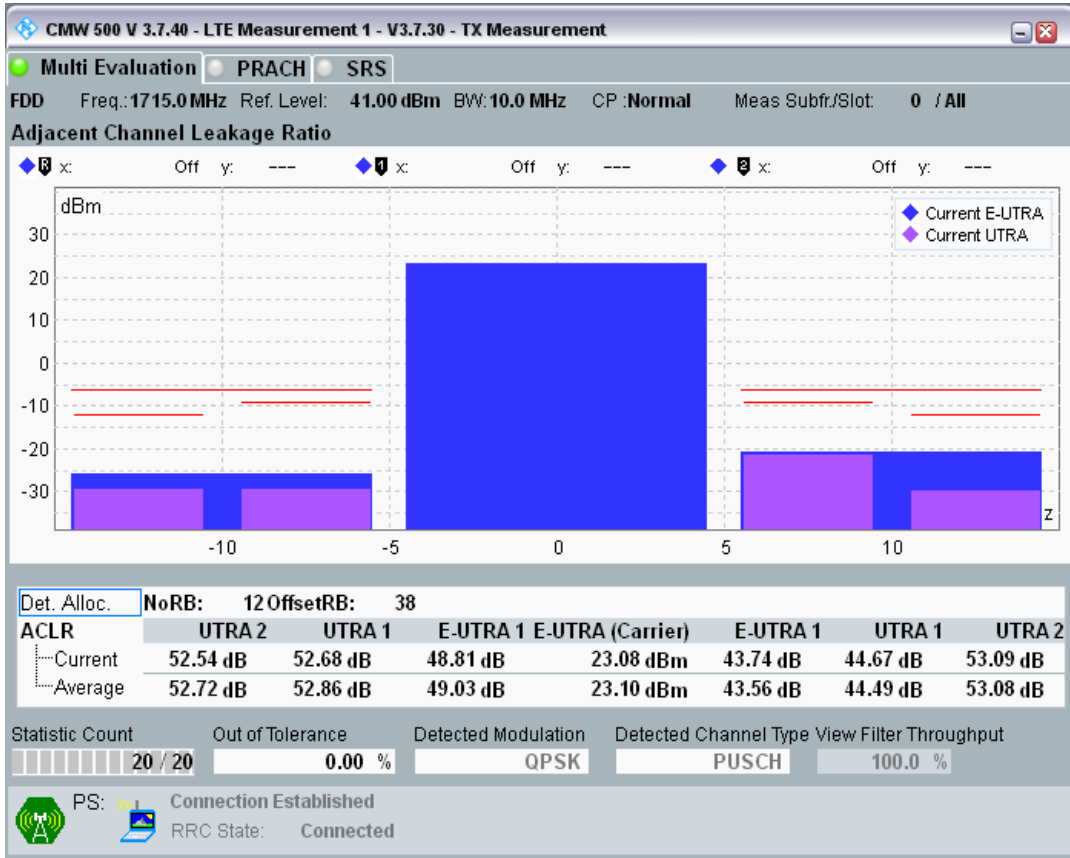 CMW 500 V 3.7.40 - LTE Measurement 1 - V3.7.30 - TX Measurement
Multi Evaluation PRACH SRS
FDD Freq.: 1715.0 MHz Ref. Level: 41.00 dBm BW: 10.0 MHz CP :Normal Meas Subfr./Slot: 0 / All
Adjacent Channel Leakage Ratio
R x: Off y: --- 1 x: Off y: --- 2 x: Off y: ---
dBm
Current E-UTRA
Current UTRA
30
20
10
0
-10
-20
-30
z
-10 -5 0 5 10
Det. Alloc. NoRB: 12 OffsetRB: 38
ACLR UTRA 2 UTRA 1 E-UTRA 1 E-UTRA (Carrier) E-UTRA 1 UTRA 1 UTRA 2
Current 52.54 dB 52.68 dB 48.81 dB 23.08 dBm 43.74 dB 44.67 dB 53.09 dB
Average 52.72 dB 52.86 dB 49.03 dB 23.10 dBm 43.56 dB 44.49 dB 53.08 dB
Statistic Count Out of Tolerance Detected Modulation Detected Channel Type View Filter Throughput
20 / 20 0.00 % QPSK PUSCH 100.0 %
PS: Connection Established
RRC State: Connected